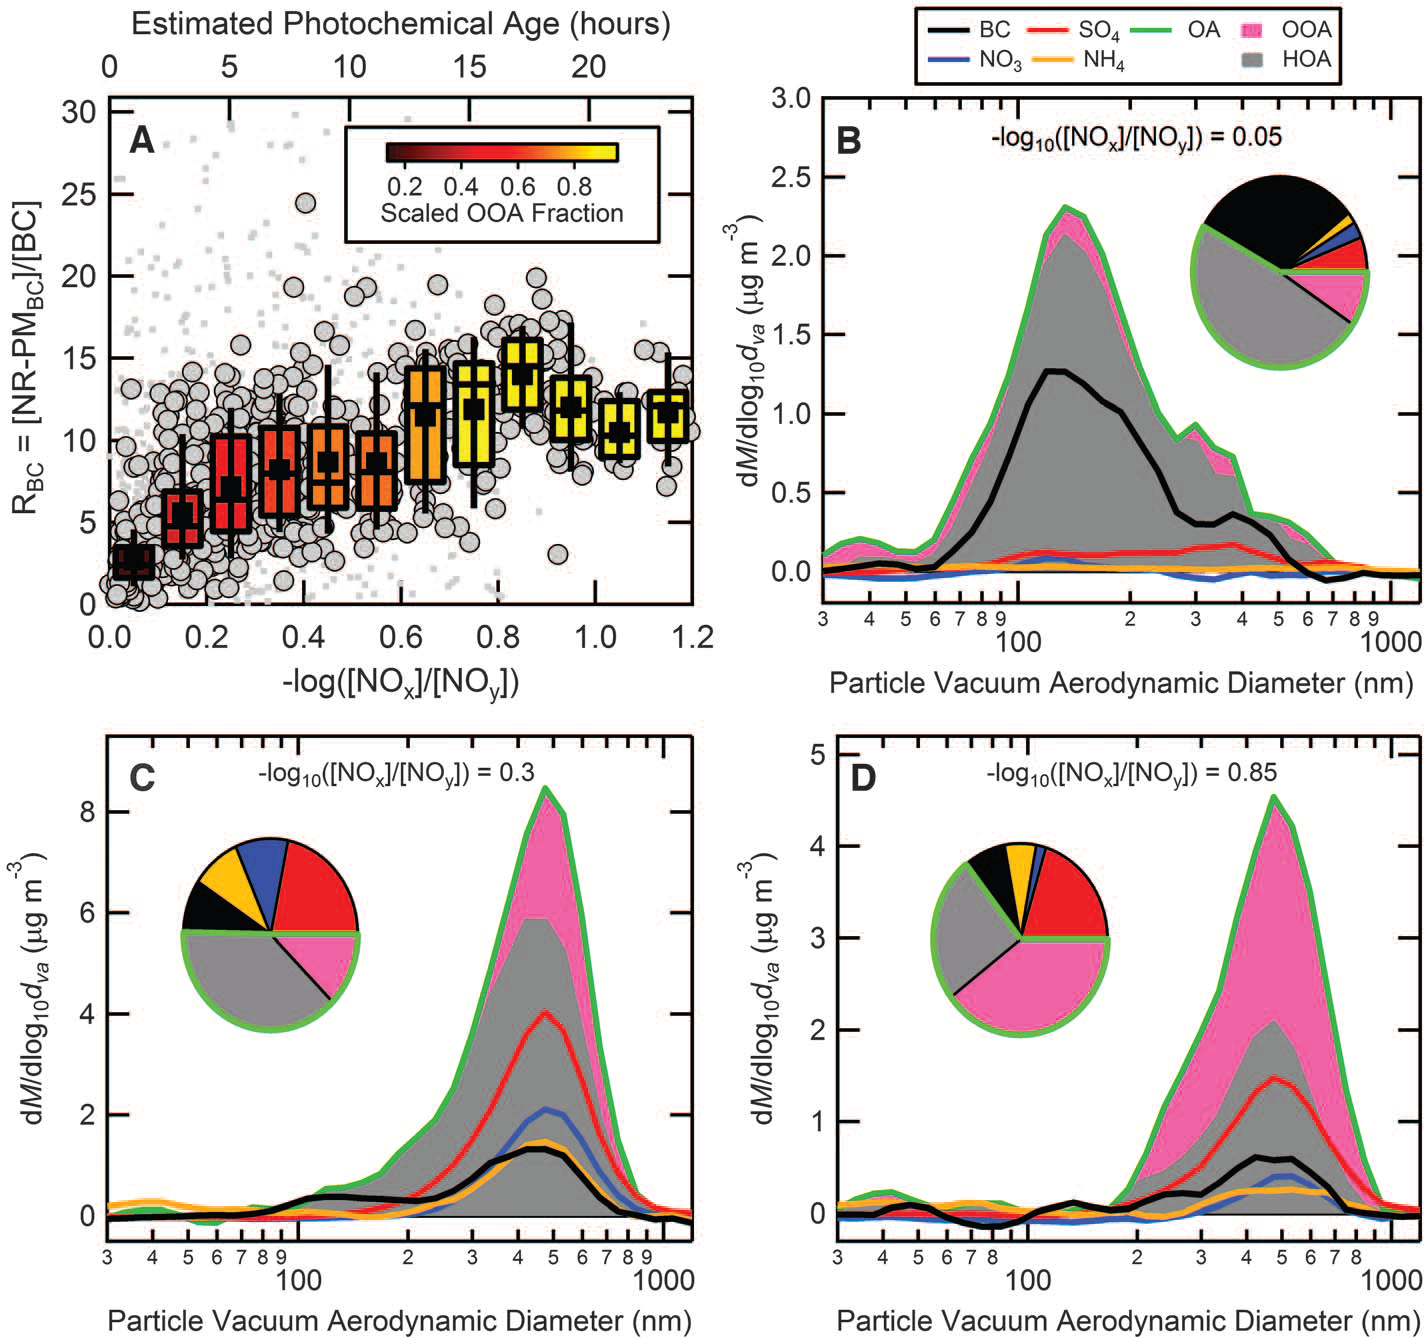 Estimated Photochemical Age (hours)
0 5 10 15 20
BC SO4 OA OOA
NO3 NH4 HOA
A
30
25
20
15
10
5
0
RBC = [NR-PMBC]/[BC]
0.2 0.4 0.6 0.8
Scaled OOA Fraction
0.0 0.2 0.4 0.6 0.8 1.0 1.2
-log([NOx]/[NOy])
B
-log10([NOx]/[NOy]) = 0.05
3.0
2.5
2.0
1.5
1.0
0.5
0.0
dM/dlog10dva (μg m-3)
3 4 5 6 7 8 9 2 3 4 5 6 7 8 9
100 1000
Particle Vacuum Aerodynamic Diameter (nm)
C
-log10([NOx]/[NOy]) = 0.3
8
6
4
2
0
dM/dlog10dva (μg m-3)
3 4 5 6 7 8 9 2 3 4 5 6 7 8 9
100 1000
Particle Vacuum Aerodynamic Diameter (nm)
D
-log10([NOx]/[NOy]) = 0.85
5
4
3
2
1
0
dM/dlog10dva (μg m-3)
3 4 5 6 7 8 9 2 3 4 5 6 7 8 9
100 1000
Particle Vacuum Aerodynamic Diameter (nm)